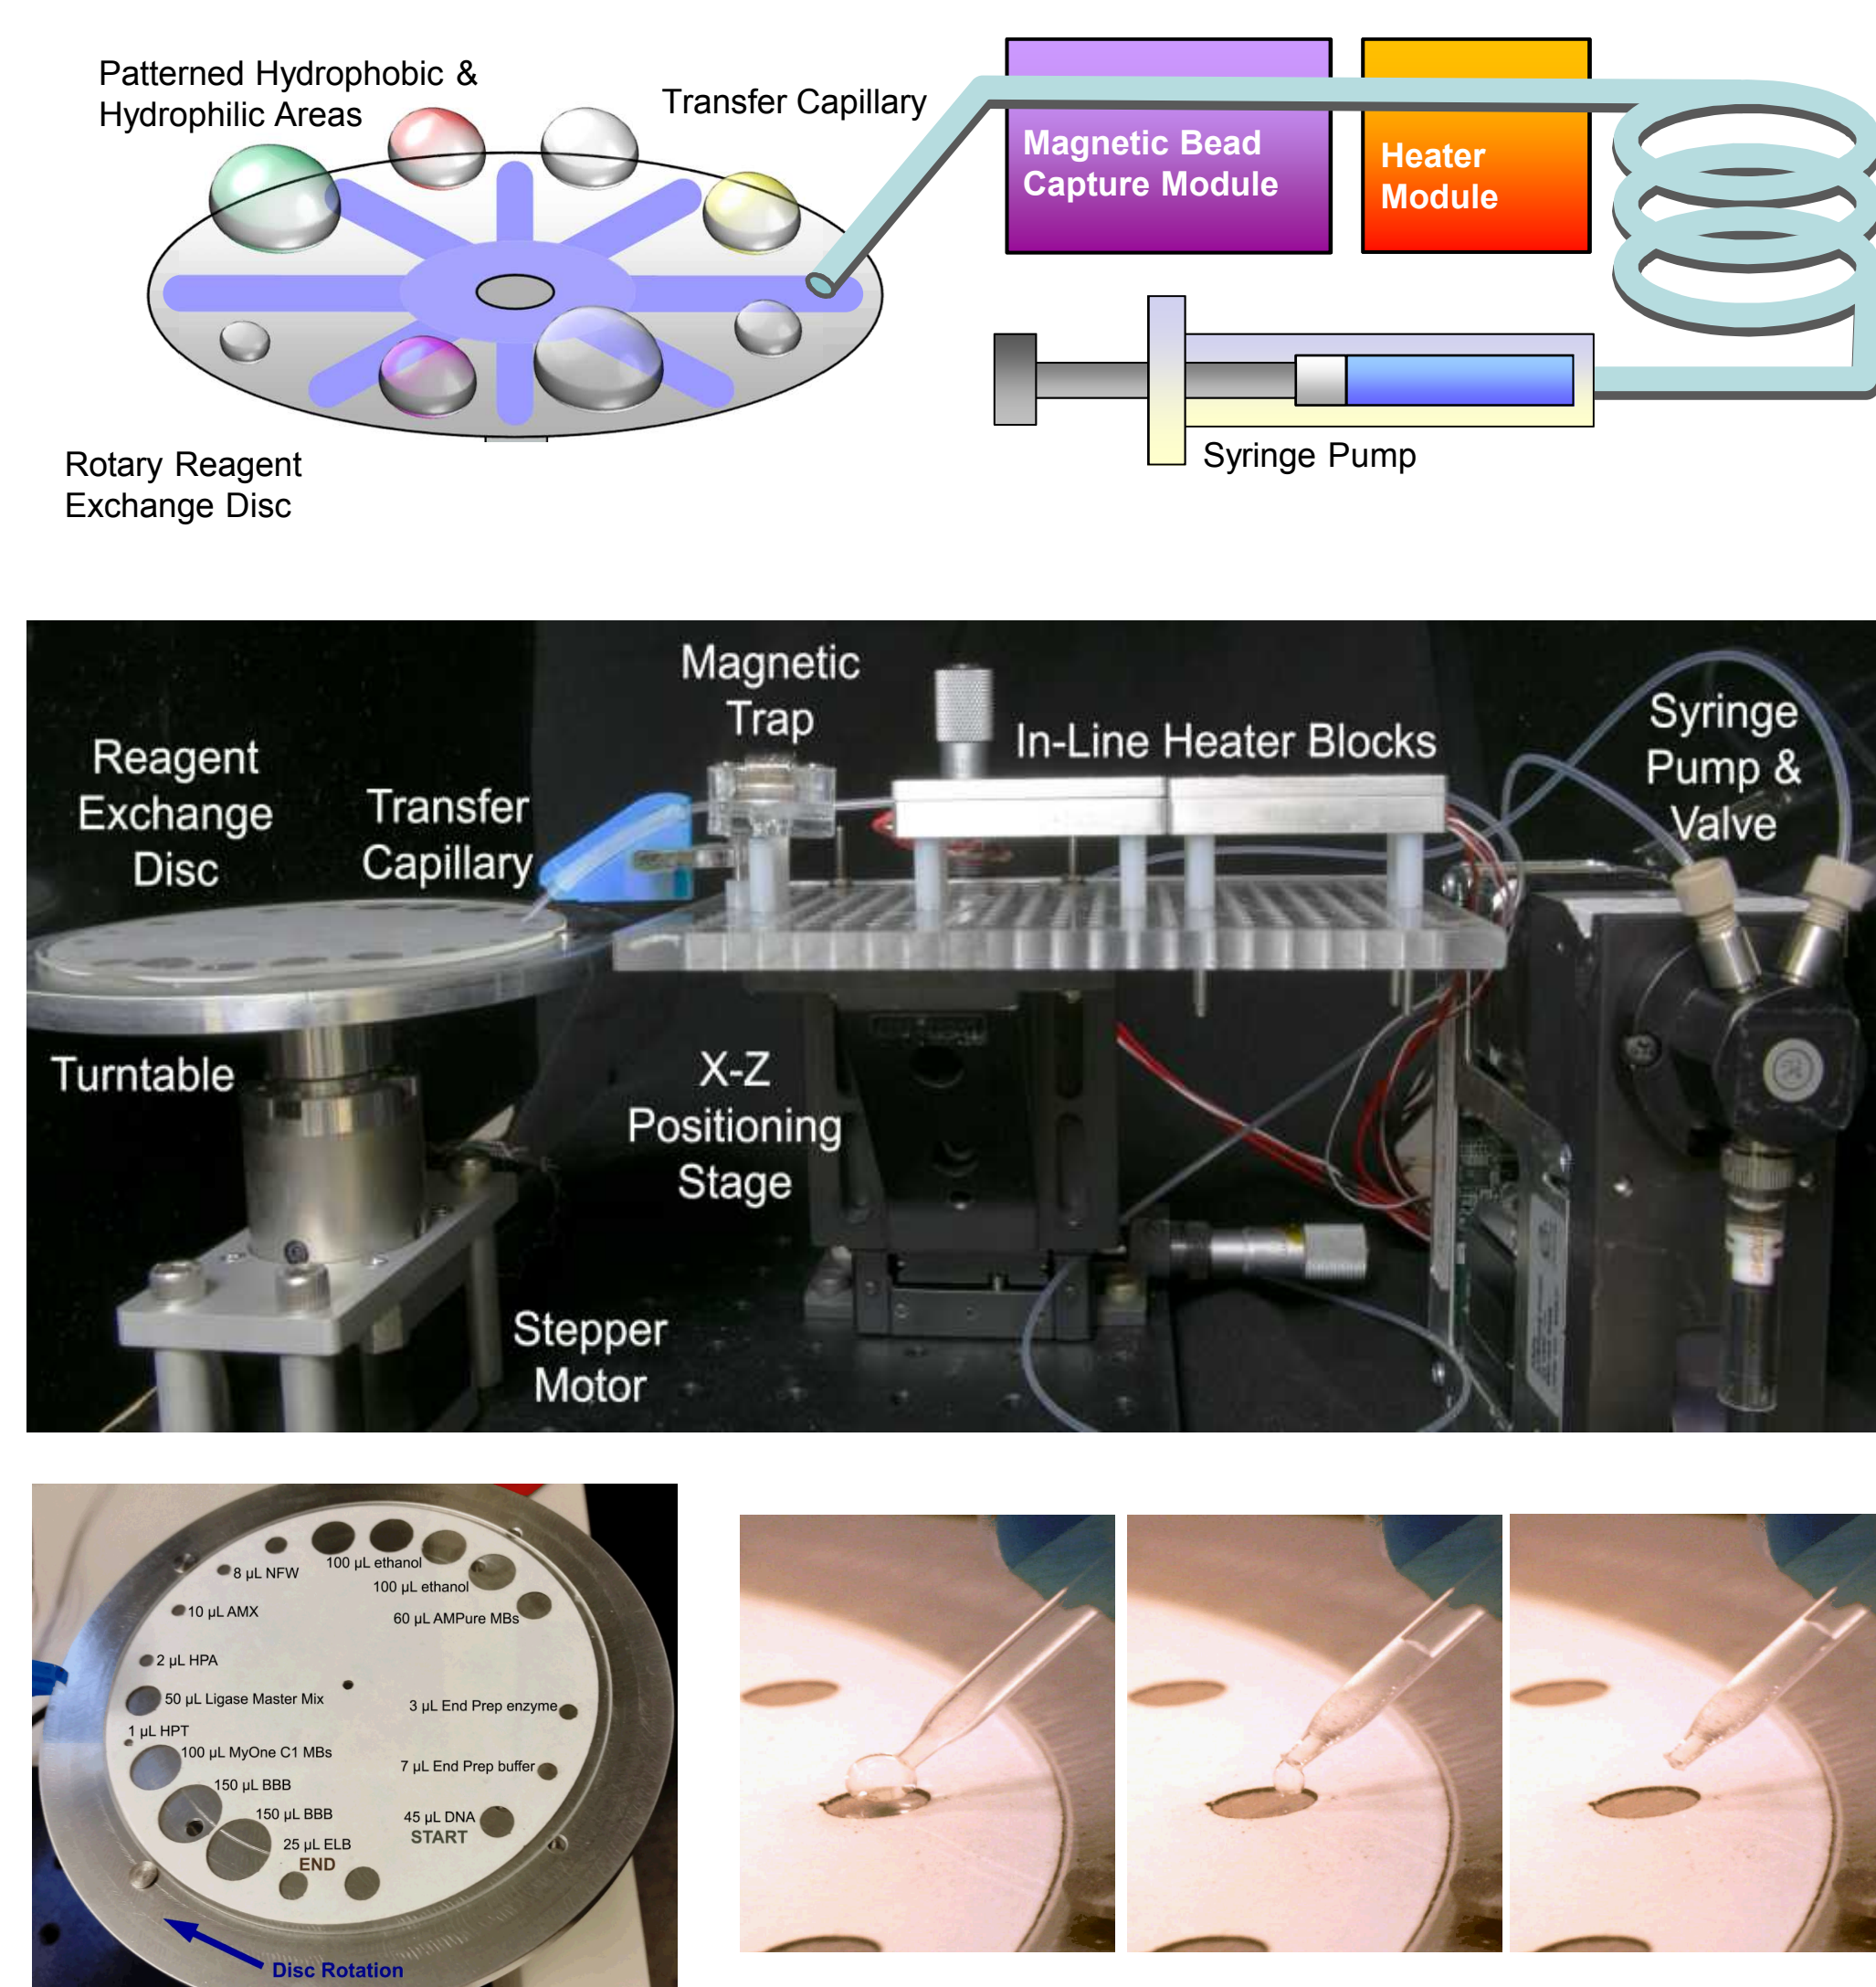 Patterned Hydrophobic &
Hydrophilic Areas
Transfer Capillary
Magnetic Bead
Capture Module
Heater
Module
Syringe Pump
Rotary Reagent
Exchange Disc
Magnetic
Trap
In-Line Heater Blocks
Syringe
Pump &
Valve
Reagent
Exchange
Disc
Transfer
Capillary
Turntable
X-Z
Positioning
Stage
Stepper
Motor
100 µL ethanol
8 µL NFW
100 µL ethanol
10 µL AMX
60 µL AMPure MBs
2 µL HPA
50 µL Ligase Master Mix
3 µL End Prep enzyme
1 µL HPT
100 µL MyOne C1 MBs
7 µL End Prep buffer
150 µL BBB
150 µL BBB
45 µL DNA
START
25 µL ELB
END
Disc Rotation